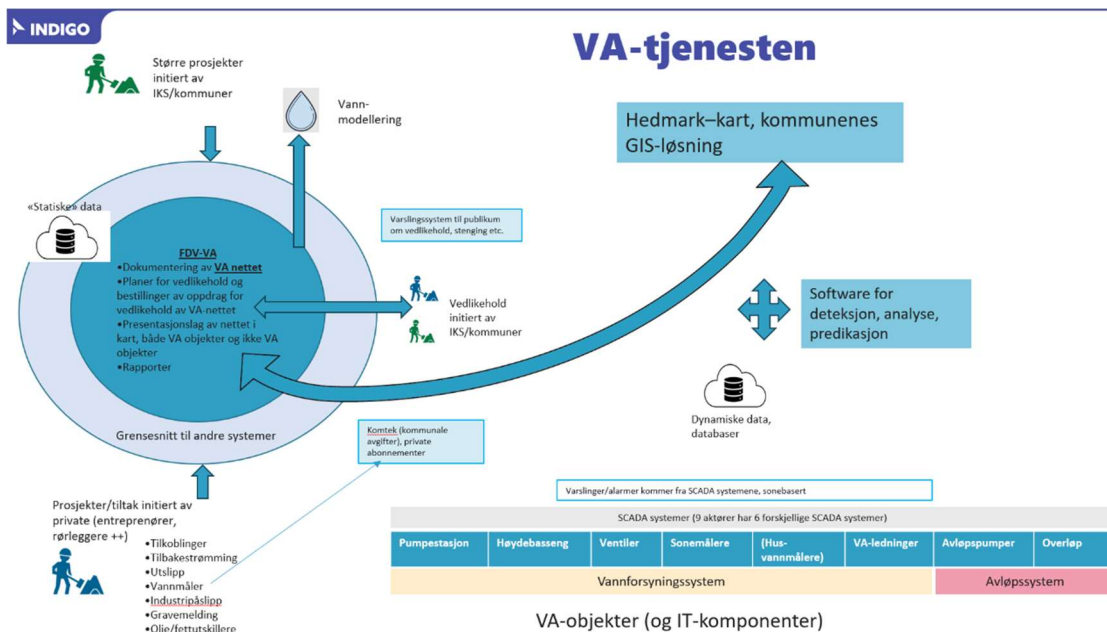 INDIGO
VA-tjenesten
Større prosjekter
initiert av
IKS/kommuner
Vann-
modellering
Hedmark–kart, kommunenes
GIS-løsning
«Statiske» data
Varslingssystem til publikum
om vedlikehold, stenging etc.
FDV-VA
•Dokumentering av VA nettet
•Planer for vedlikehold og
bestillinger av oppdrag for
vedlikehold av VA-nettet
•Presentasjonslag av nettet i
kart, både VA objekter og ikke VA
objekter
•Rapporter
Vedlikehold
initiert av
IKS/kommuner
Software for
deteksjon, analyse,
predikasjon
Dynamiske data,
databaser
Grensesnitt til andre systemer
Komtek (kommunale
avgifter), private
abonnementer
Prosjekter/tiltak initiert av
private (entreprenører,
rørleggere ++)
•Tilkoblinger
•Tilbakestrømming
•Utslipp
•Vannmåler
•Industripåslipp
•Gravemelding
•Olje/fettutskillere
Varslinger/alarmer kommer fra SCADA systemene, sonebasert
SCADA systemer (9 aktører har 6 forskjellige SCADA systemer)
Pumpestasjon Høydebasseng Ventiler Sonemålere (Hus- VA-ledninger Avløpspumper Overløp
vannmålere)
Vannforsyningssystem Avløpssystem
VA-objekter (og IT-komponenter)